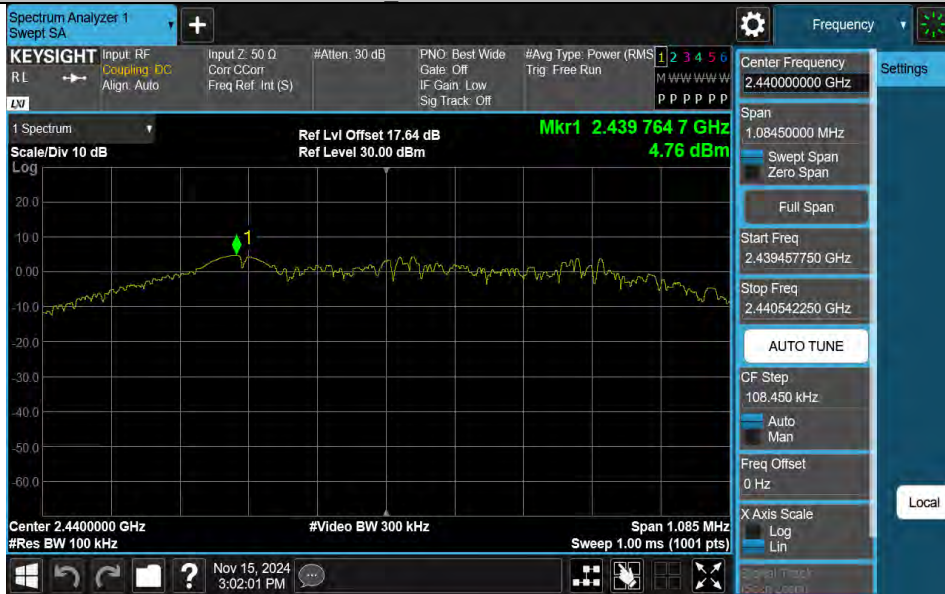 Spectrum Analyzer 1
Swept SA
+
Frequency
KEYSIGHT
RL
LXI
Input: RF
Coupling: DC
Align: Auto
Input Z: 50 Ω
Corr CCorr
Freq Ref: Int (S)
#Atten: 30 dB
PNO: Best Wide
Gate: Off
IF Gain: Low
Sig Track: Off
#Avg Type: Power (RMS
Trig: Free Run
1 2 3 4 5 6
M W W W W W
P P P P P P
1 Spectrum
Scale/Div 10 dB
Log
Ref Lvl Offset 17.64 dB
Ref Level 30.00 dBm
Mkr1 2.439 764 7 GHz
4.76 dBm
20.0
10.0
0.00
-10.0
-20.0
-30.0
-40.0
-50.0
-60.0
1
Center 2.4400000 GHz
#Res BW 100 kHz
#Video BW 300 kHz
Span 1.085 MHz
Sweep 1.00 ms (1001 pts)
Nov 15, 2024
3:02:01 PM
?
Center Frequency
2.440000000 GHz
Settings
Span
1.08450000 MHz
Swept Span
Zero Span
Full Span
Start Freq
2.439457750 GHz
Stop Freq
2.440542250 GHz
AUTO TUNE
CF Step
108.450 kHz
Auto
Man
Freq Offset
0 Hz
X Axis Scale
Log
Lin
Local
Signal Track
(Span Zoom)